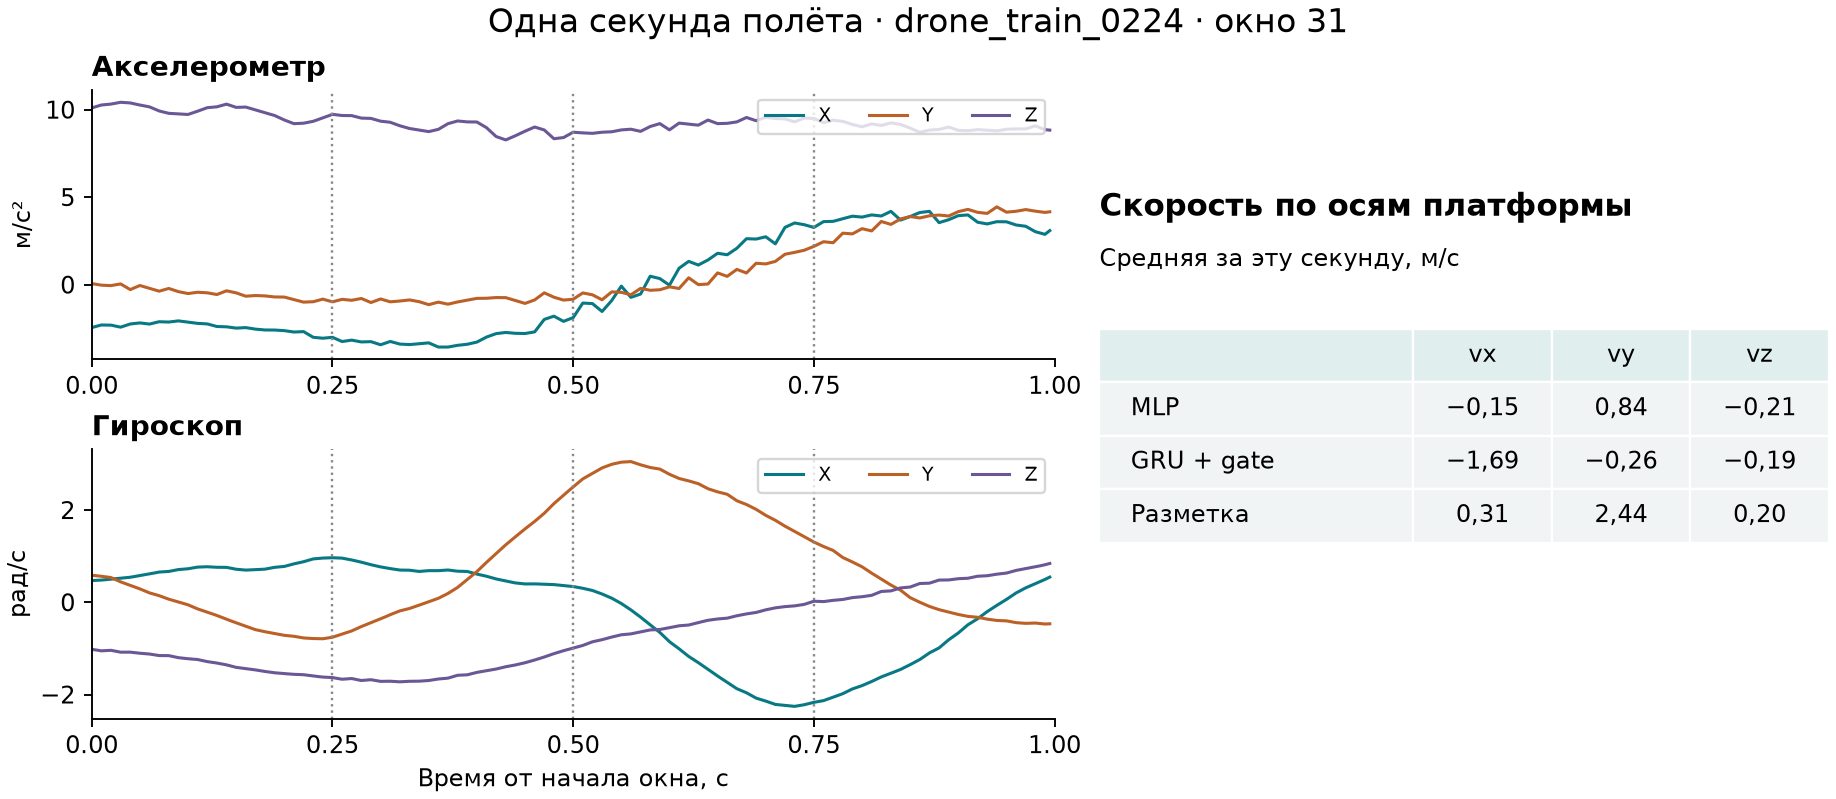 Одна секунда полёта · drone_train_0224 · окно 31
Акселерометр
м/с²
10
5
0
X Y Z
0.00 0.25 0.50 0.75 1.00
Гироскоп
рад/с
2
0
−2
X Y Z
0.00 0.25 0.50 0.75 1.00
Время от начала окна, с
Скорость по осям платформы
Средняя за эту секунду, м/с
vx vy vz
MLP −0,15 0,84 −0,21
GRU + gate −1,69 −0,26 −0,19
Разметка 0,31 2,44 0,20